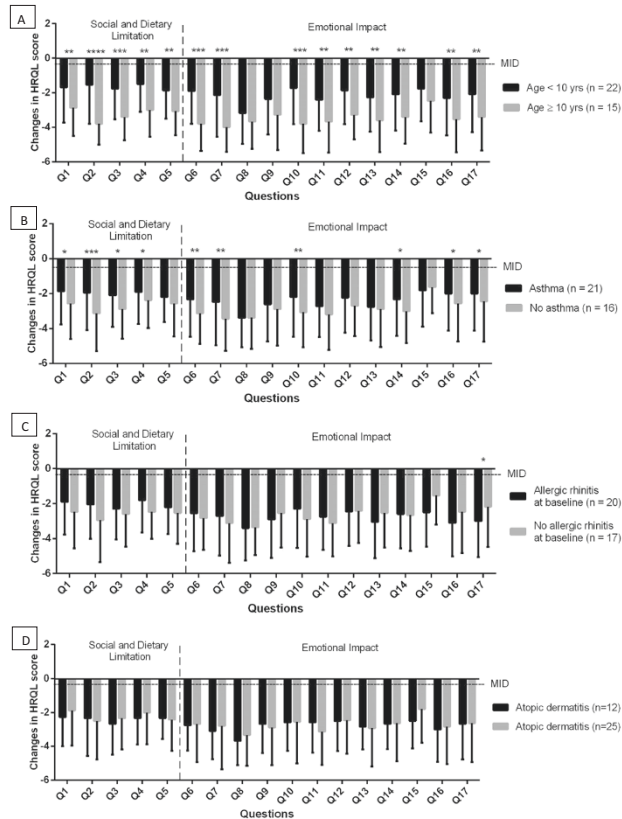 A
Social and Dietary
Limitation
Emotional Impact
Changes in HRQL score
2
0
-2
-4
-6
** **** *** ** ** *** *** *** ** ** ** ** ** **
MID
Age < 10 yrs (n = 22)
Age ≥ 10 yrs (n = 15)
Q1 Q2 Q3 Q4 Q5 Q6 Q7 Q8 Q9 Q10 Q11 Q12 Q13 Q14 Q15 Q16 Q17
Questions
B
Social and Dietary
Limitation
Emotional Impact
Changes in HRQL score
2
0
-2
-4
-6
* *** * * ** ** ** * * *
MID
Asthma (n = 21)
No asthma (n = 16)
Q1 Q2 Q3 Q4 Q5 Q6 Q7 Q8 Q9 Q10 Q11 Q12 Q13 Q14 Q15 Q16 Q17
Questions
C
Social and Dietary
Limitation
Emotional Impact
Changes in HRQL score
2
0
-2
-4
-6
*
MID
Allergic rhinitis
at baseline (n = 20)
No allergic rhinitis
at baseline (n = 17)
Q1 Q2 Q3 Q4 Q5 Q6 Q7 Q8 Q9 Q10 Q11 Q12 Q13 Q14 Q15 Q16 Q17
Questions
D
Social and Dietary
Limitation
Emotional Impact
Changes in HRQL score
2
0
-2
-4
-6
MID
Atopic dermatitis (n=12)
Atopic dermatitis (n=25)
Q1 Q2 Q3 Q4 Q5 Q6 Q7 Q8 Q9 Q10 Q11 Q12 Q13 Q14 Q15 Q16 Q17
Questions